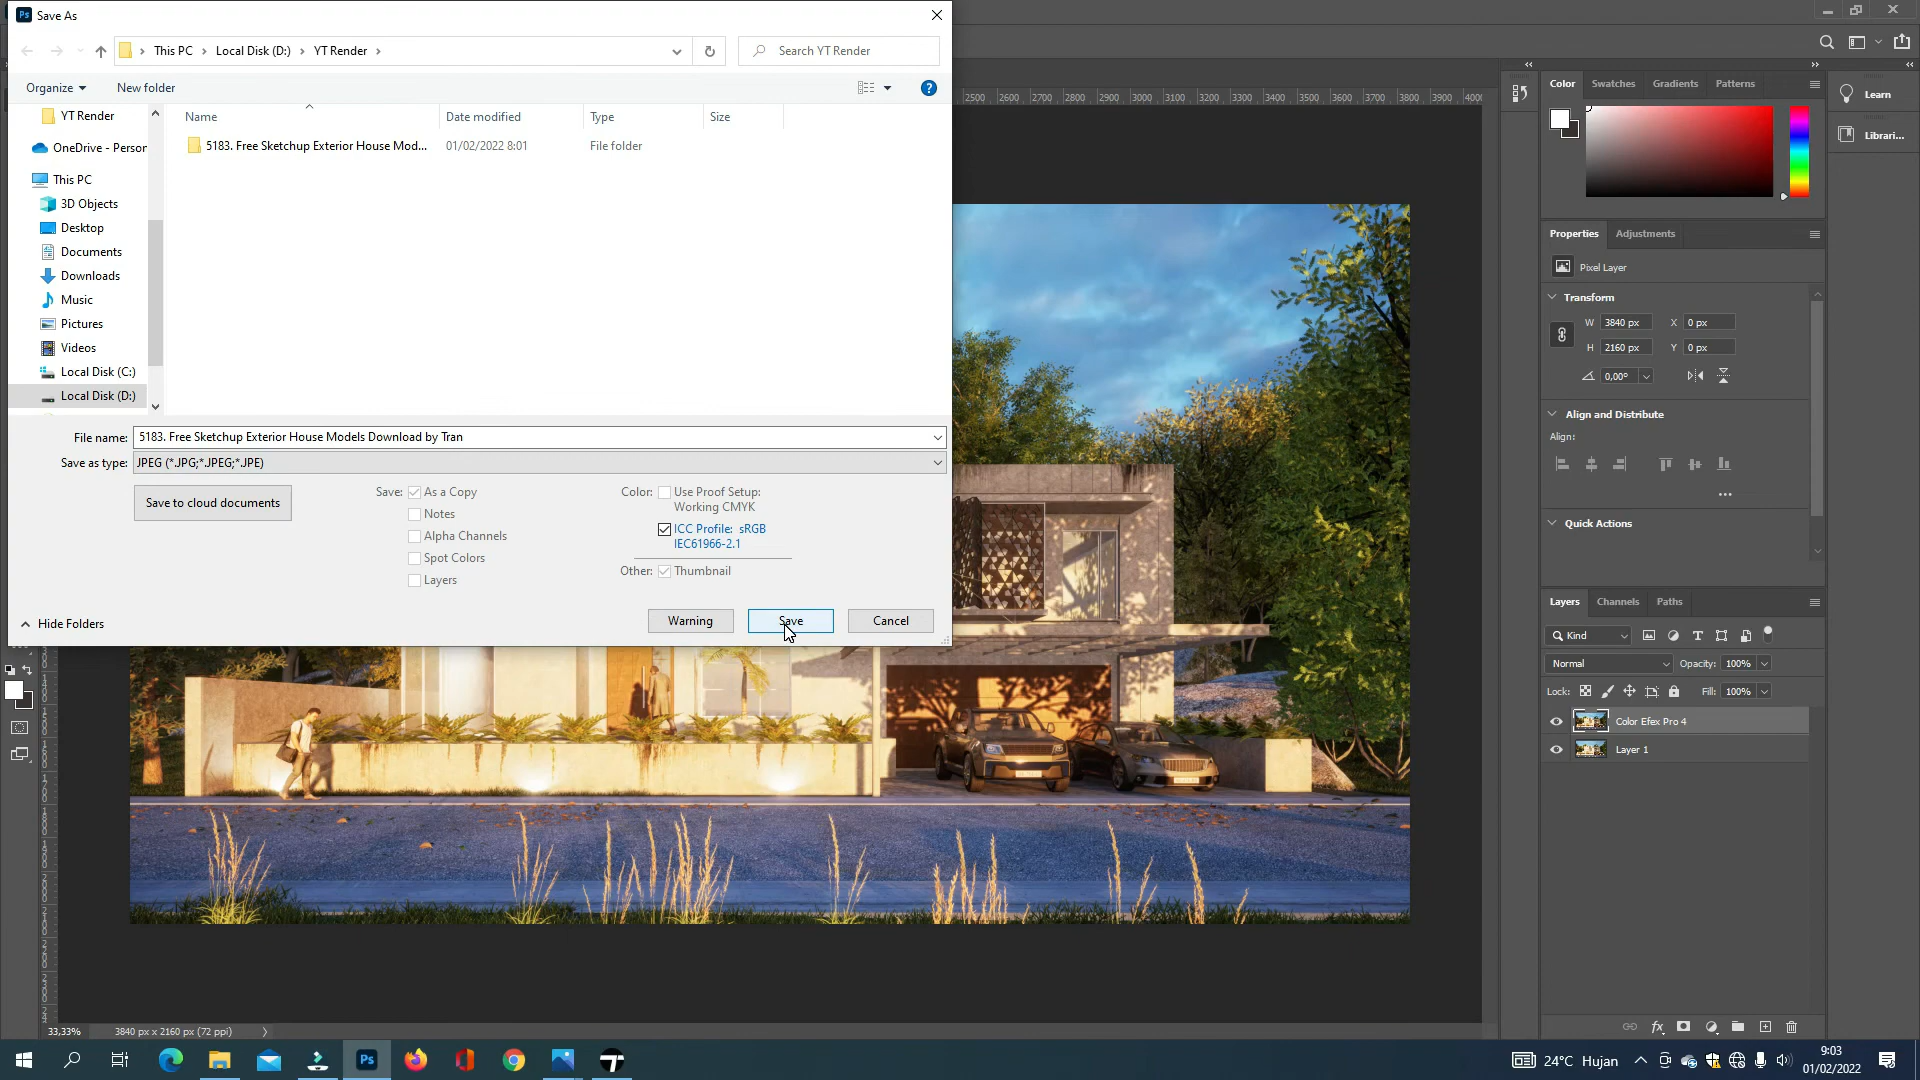 Ps Save As
This PC > Local Disk (D:) > YT Render >
Search YT Render
Organize
New folder
Name
Date modified
Type
Size
5183. Free Sketchup Exterior House Mod...
01/02/2022 8:01
File folder
YT Render
OneDrive - Person
This PC
3D Objects
Desktop
Documents
Downloads
Music
Pictures
Videos
Local Disk (C:)
Local Disk (D:)
File name: 5183. Free Sketchup Exterior House Models Download by Tran
Save as type: JPEG (*.JPG;*.JPEG;*.JPE)
Save to cloud documents
Save: As a Copy
Notes
Alpha Channels
Spot Colors
Layers
Color: Use Proof Setup:
Working CMYK
ICC Profile: sRGB
IEC61966-2.1
Other: Thumbnail
Hide Folders
Warning
Save
Cancel
2500 2600 2700 2800 2900 3000 3100 3200 3300 3400 3500 3600 3700 3800 3900 4000
Color
Swatches
Gradients
Patterns
Learn
Librari...
Properties
Adjustments
Pixel Layer
Transform
W 3840 px X 0 px
H 2160 px Y 0 px
0,00°
Align and Distribute
Align:
Quick Actions
Layers
Channels
Paths
Kind
Normal
Opacity: 100%
Lock:
Fill: 100%
Color Efex Pro 4
Layer 1
fx
33,33%
3840 px x 2160 px (72 ppi)
Ps
24°C Hujan
9:03
01/02/2022